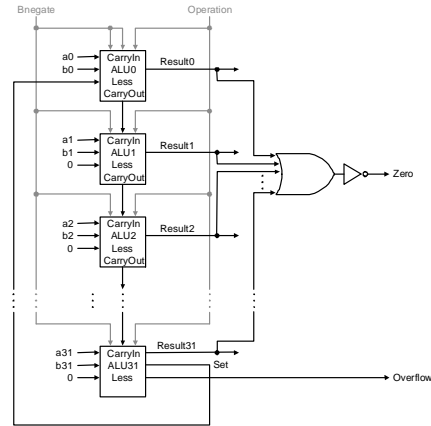 Bnegate Operation
a0 CarryIn Result0
b0 ALU0
Less
CarryOut
a1 CarryIn Result1
b1 ALU1
0 Less
CarryOut
Zero
a2 CarryIn Result2
b2 ALU2
0 Less
CarryOut
a31 CarryIn Result31
b31 ALU31 Set
0 Less Overflow